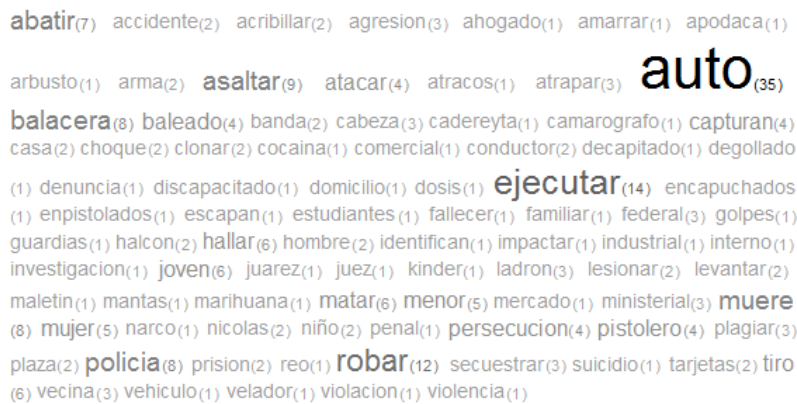 abatir(7) accidente(2) acribillar(2) agresion(3) ahogado(1) amarrar(1) apodaca(1)
arbusto(1) arma(2) asaltar(9) atacar(4) atracos(1) atrapar(3) auto(35)
balacera(8) baleado(4) banda(2) cabeza(3) cadereyta(1) camarografo(1) capturan(4)
casa(2) choque(2) clonar(2) cocaina(1) comercial(1) conductor(2) decapitado(1) degollado
(1) denuncia(1) discapacitado(1) domicilio(1) dosis(1) ejecutar(14) encapuchados
(1) enpistolados(1) escapan(1) estudiantes(1) fallecer(1) familiar(1) federal(3) golpes(1)
guardias(1) halcon(2) hallar(6) hombre(2) identifican(1) impactar(1) industrial(1) interno(1)
investigacion(1) joven(6) juarez(1) juez(1) kinder(1) ladron(3) lesionar(2) levantar(2)
maletin(1) mantas(1) marihuana(1) matar(6) menor(5) mercado(1) ministerial(3) muere
(8) mujer(5) narco(1) nicolas(2) niño(2) penal(1) persecucion(4) pistolero(4) plagiar(3)
plaza(2) policia(8) prision(2) reo(1) robar(12) secuestrar(3) suicidio(1) tarjetas(2) tiro
(6) vecina(3) vehiculo(1) velador(1) violacion(1) violencia(1)